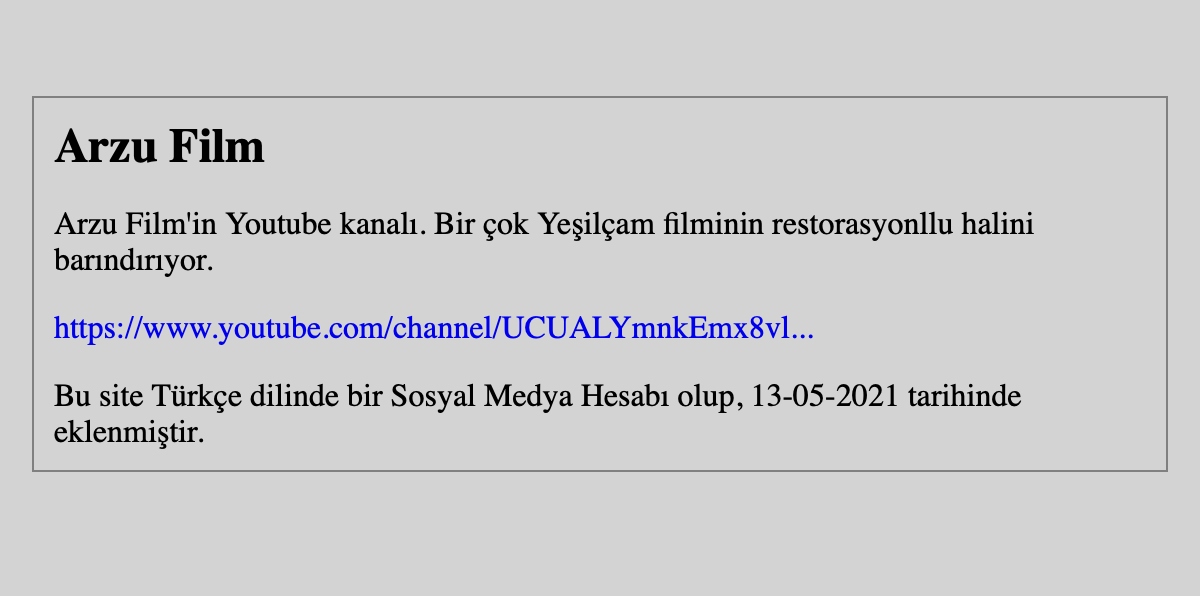 Arzu Film
Arzu Film'in Youtube kanalı. Bir çok Yeşilçam filminin restorasyonllu halini
barındırıyor.
https://www.youtube.com/channel/UCUALYmnkEmx8vl...
Bu site Türkçe dilinde bir Sosyal Medya Hesabı olup, 13-05-2021 tarihinde
eklenmiştir.